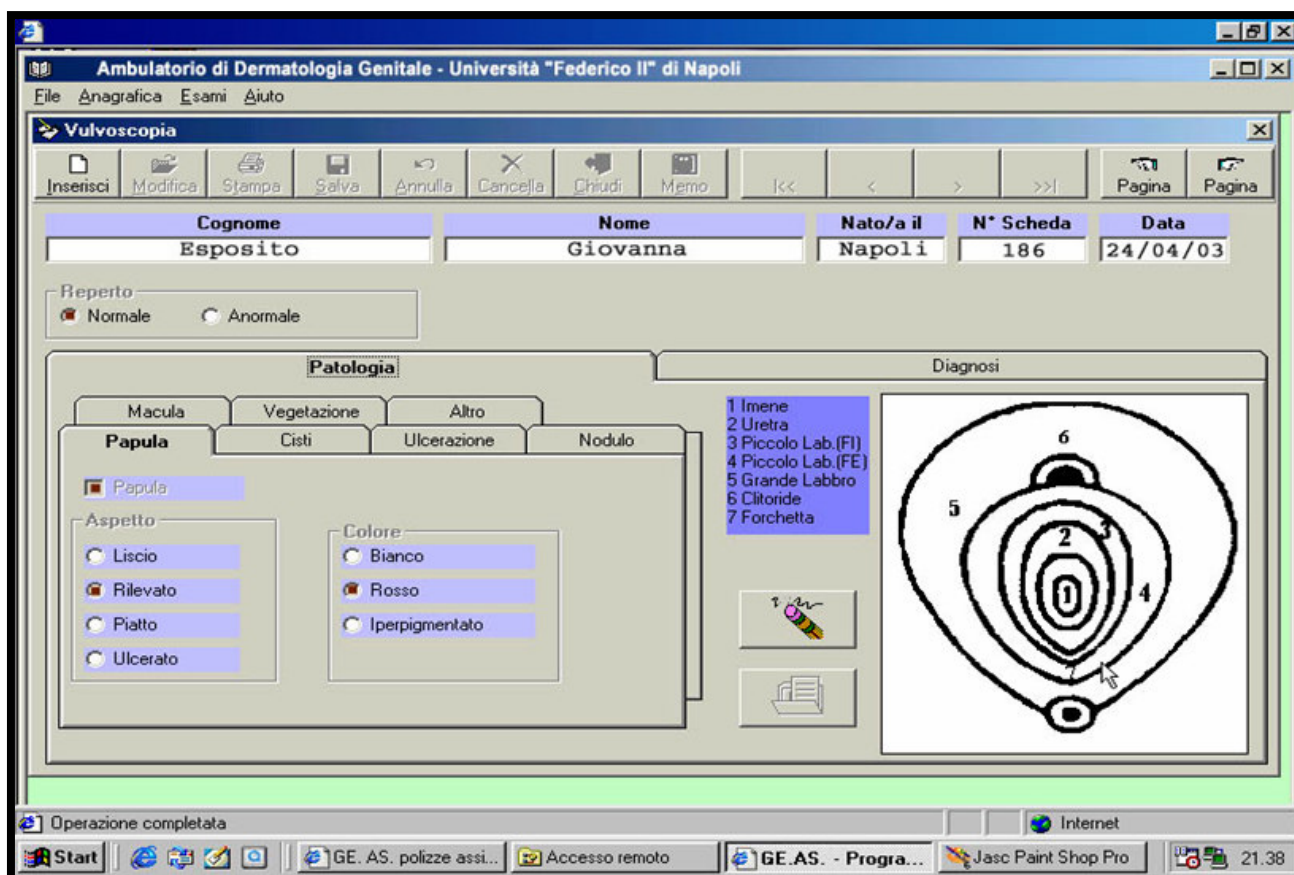 Ambulatorio di Dermatologia Genitale - Università "Federico II" di Napoli
File Anagrafica Esami Aiuto
Vulvoscopia
Inserisci Modifica Stampa Salva Annulla Cancella Chiudi Memo |<< < > >>| Pagina Pagina
Cognome Nome Nato/a il N° Scheda Data
Esposito Giovanna Napoli 186 24/04/03
Reperto
Normale Anormale
Patologia Diagnosi
Macula Vegetazione Altro
Papula Cisti Ulcerazione Nodulo
Papula
Aspetto
Liscio
Rilevato
Piatto
Ulcerato
Colore
Bianco
Rosso
Iperpigmentato
1 Imene
2 Uretra
3 Piccolo Lab.(FI)
4 Piccolo Lab.(FE)
5 Grande Labbro
6 Clitoride
7 Forchetta
6
5
3
2
4
1
7
Operazione completata Internet
Start GE. AS. polizze assi... Accesso remoto GE.AS. - Progra... Jasc Paint Shop Pro 21.38